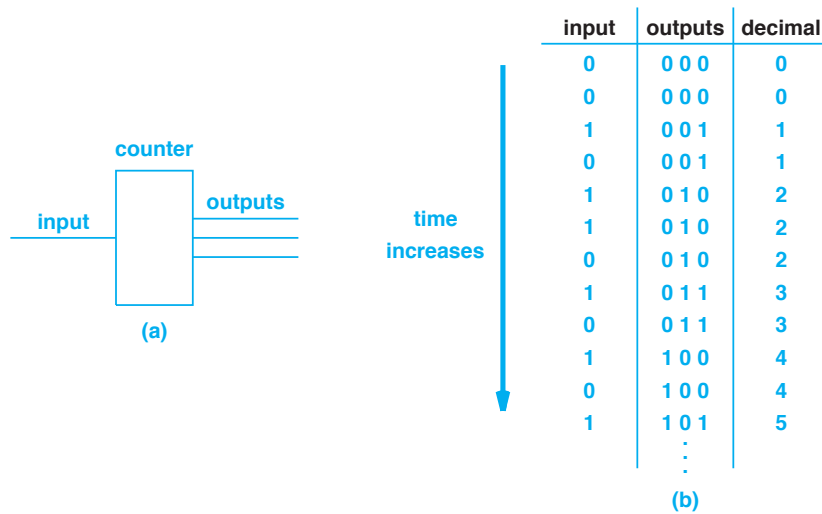 input outputs decimal
0 0 0 0 0
0 0 0 0 0
1 0 0 1 1
0 0 0 1 1
1 0 1 0 2
1 0 1 0 2
0 0 1 0 2
1 0 1 1 3
0 0 1 1 3
1 1 0 0 4
0 1 0 0 4
1 1 0 1 5
counter
input
outputs
(a)
time
increases
(b)